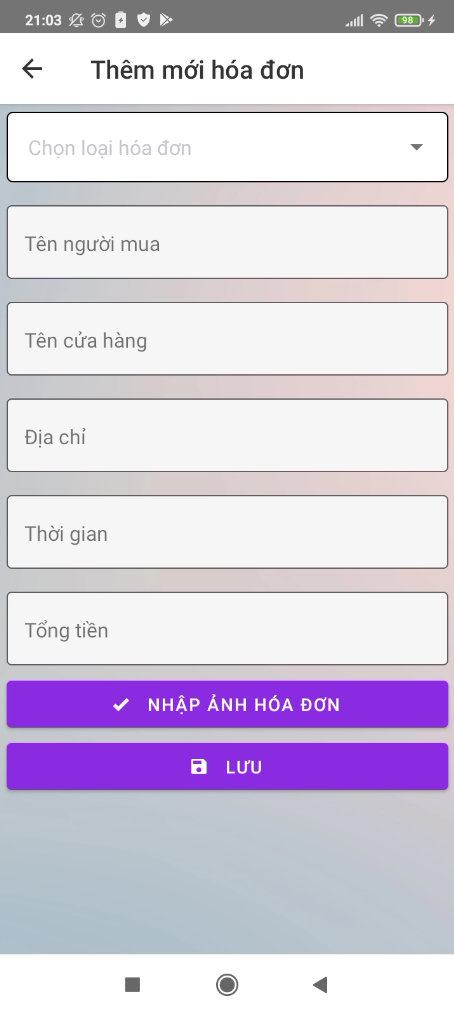 21:03
98
Thêm mới hóa đơn
Chọn loại hóa đơn
Tên người mua
Tên cửa hàng
Địa chỉ
Thời gian
Tổng tiền
NHẬP ẢNH HÓA ĐƠN
LƯU